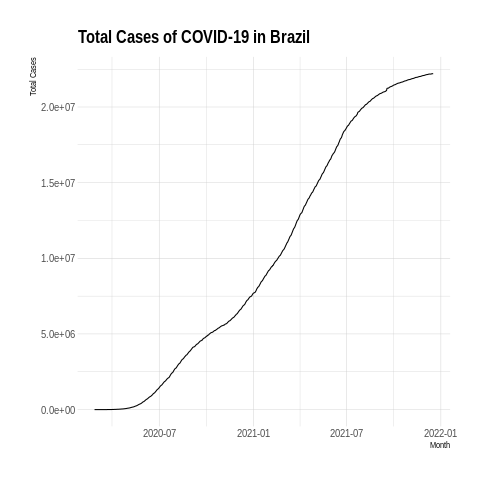 Total Cases of COVID-19 in Brazil
Total Cases
2.0e+07
1.5e+07
1.0e+07
5.0e+06
0.0e+00
2020-07
2021-01
2021-07
2022-01
Month